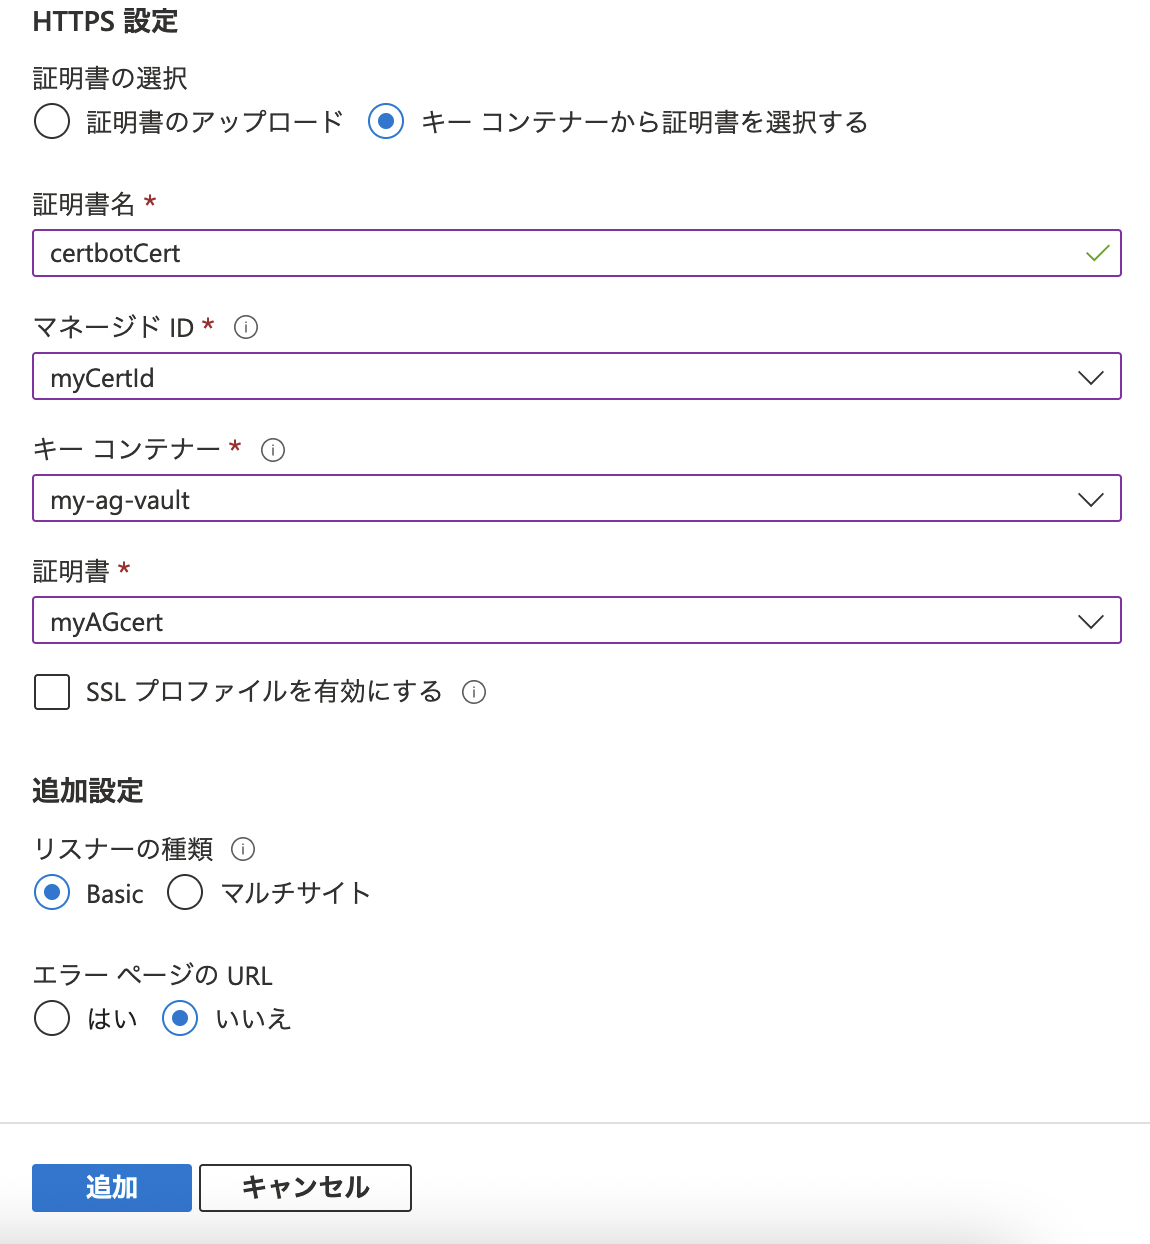 HTTPS 設定
証明書の選択
証明書のアップロード キー コンテナーから証明書を選択する
証明書名 *
certbotCert
マネージド ID *
myCertId
キー コンテナー *
my-ag-vault
証明書 *
myAGcert
SSL プロファイルを有効にする
追加設定
リスナーの種類
Basic マルチサイト
エラー ページの URL
はい いいえ
追加 キャンセル